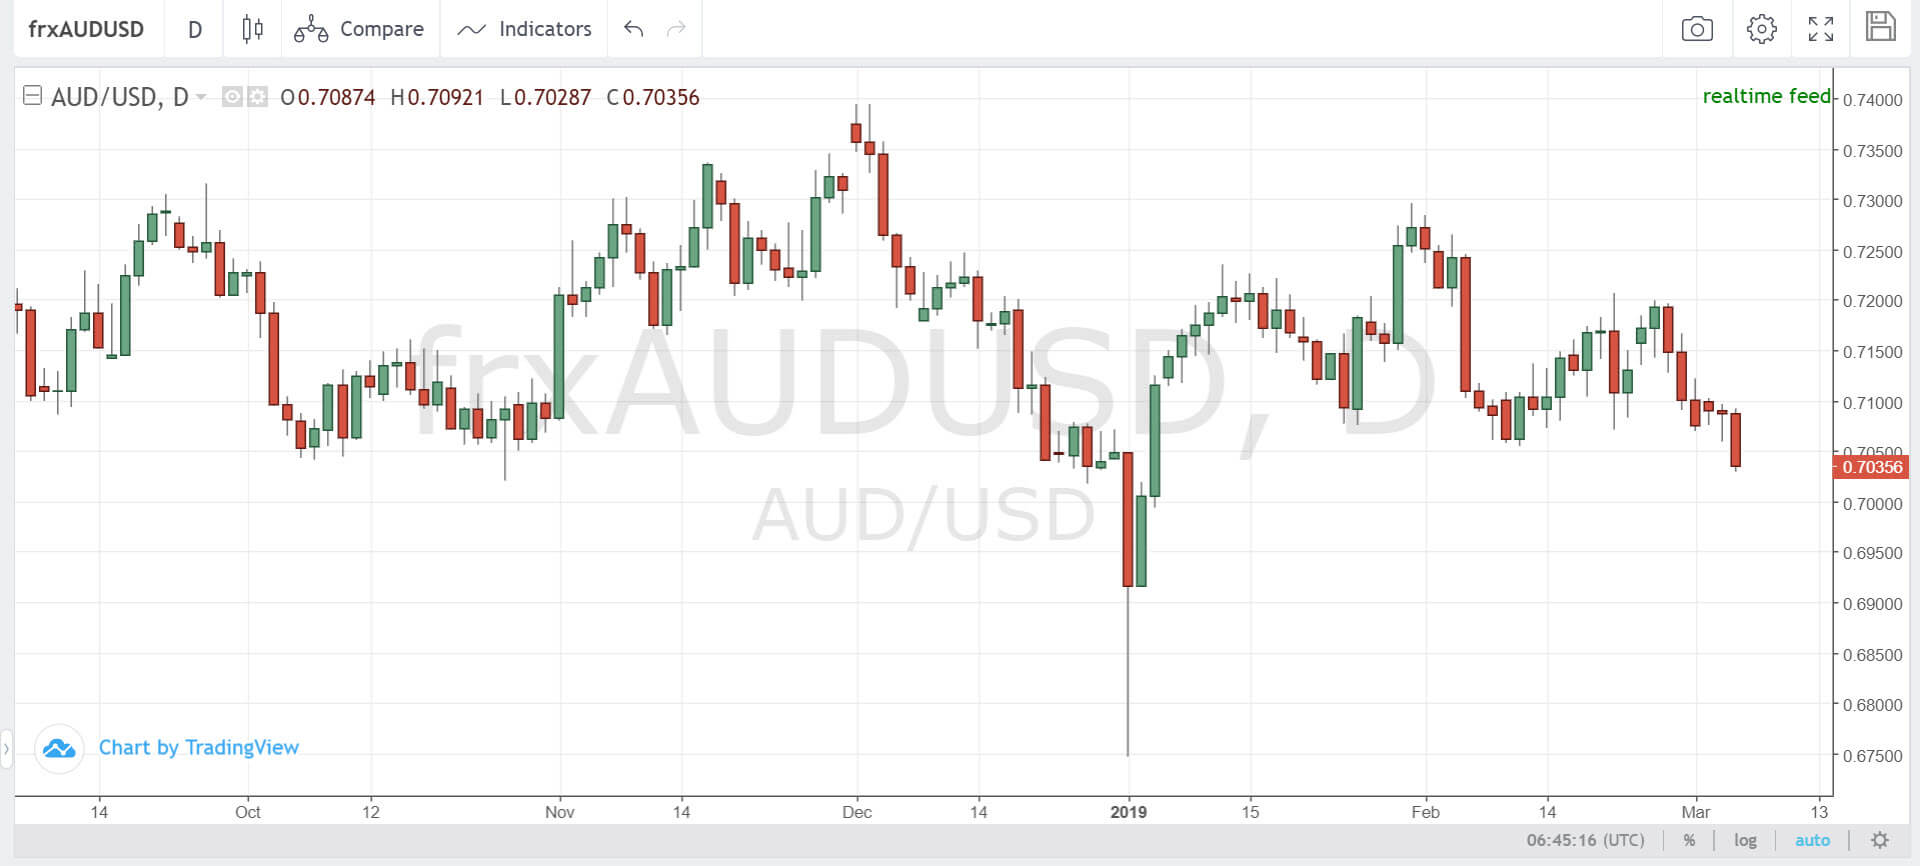 frxAUDUSD D Compare Indicators
AUD/USD, D O0.70874 H0.70921 L0.70287 C0.70356
realtime feed
0.74000
0.73500
0.73000
0.72500
0.72000
0.71500
0.71000
0.70500
0.70356
0.70000
0.69500
0.69000
0.68500
0.68000
0.67500
frxAUDUSD, D
AUD/USD
Chart by TradingView
14 Oct 12 Nov 14 Dec 14 2019 15 Feb 14 Mar 13
06:45:16 (UTC) % log auto